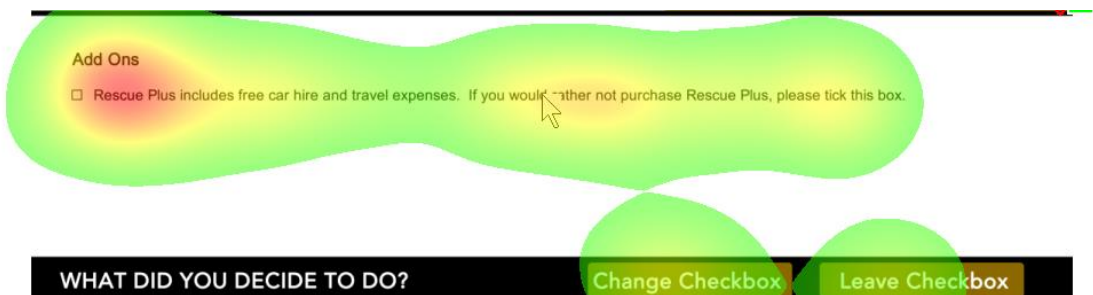 Add Ons
Rescue Plus includes free car hire and travel expenses. If you would rather not purchase Rescue Plus, please tick this box.
WHAT DID YOU DECIDE TO DO?
Change Checkbox
Leave Checkbox